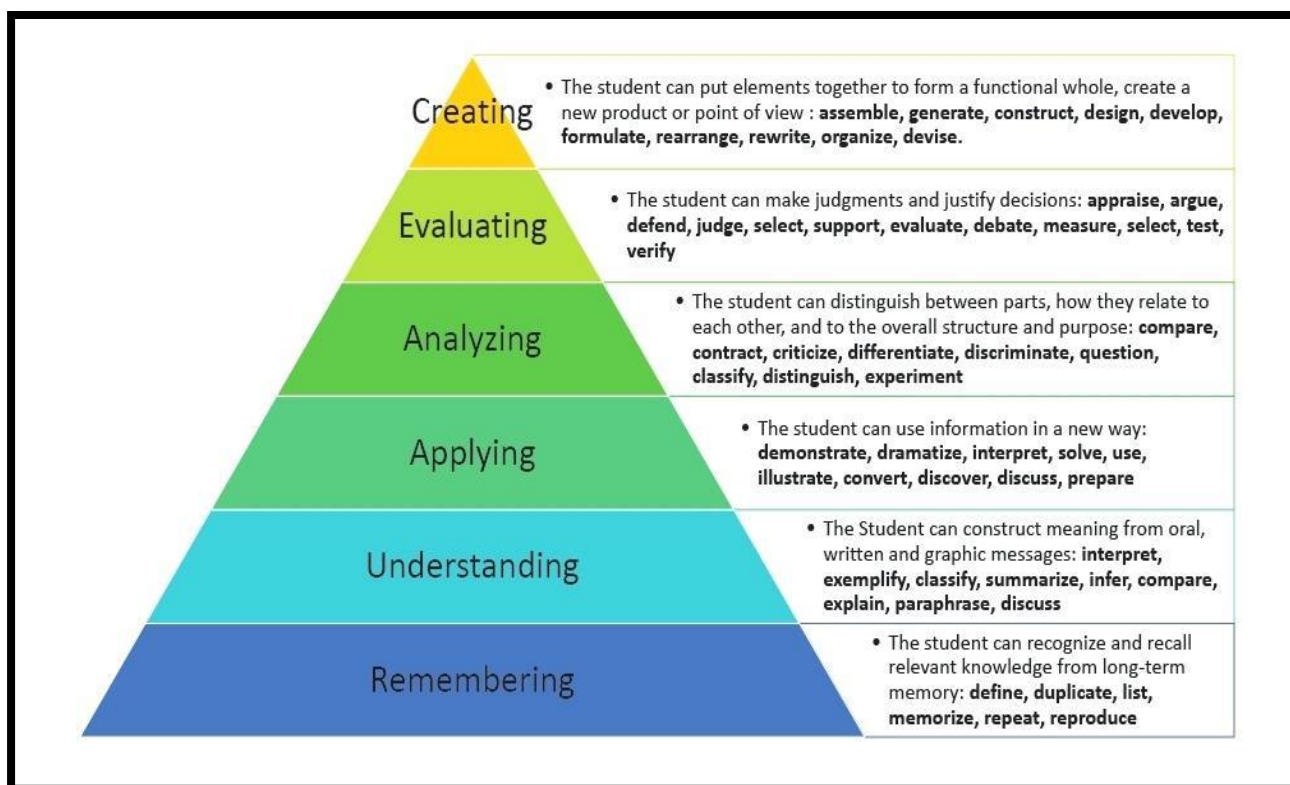 Creating
• The student can put elements together to form a functional whole, create a
new product or point of view : assemble, generate, construct, design, develop,
formulate, rearrange, rewrite, organize, devise.
Evaluating
• The student can make judgments and justify decisions: appraise, argue,
defend, judge, select, support, evaluate, debate, measure, select, test,
verify
Analyzing
• The student can distinguish between parts, how they relate to
each other, and to the overall structure and purpose: compare,
contract, criticize, differentiate, discriminate, question,
classify, distinguish, experiment
Applying
• The student can use information in a new way:
demonstrate, dramatize, interpret, solve, use,
illustrate, convert, discover, discuss, prepare
Understanding
• The Student can construct meaning from oral,
written and graphic messages: interpret,
exemplify, classify, summarize, infer, compare,
explain, paraphrase, discuss
Remembering
• The student can recognize and recall
relevant knowledge from long-term
memory: define, duplicate, list,
memorize, repeat, reproduce